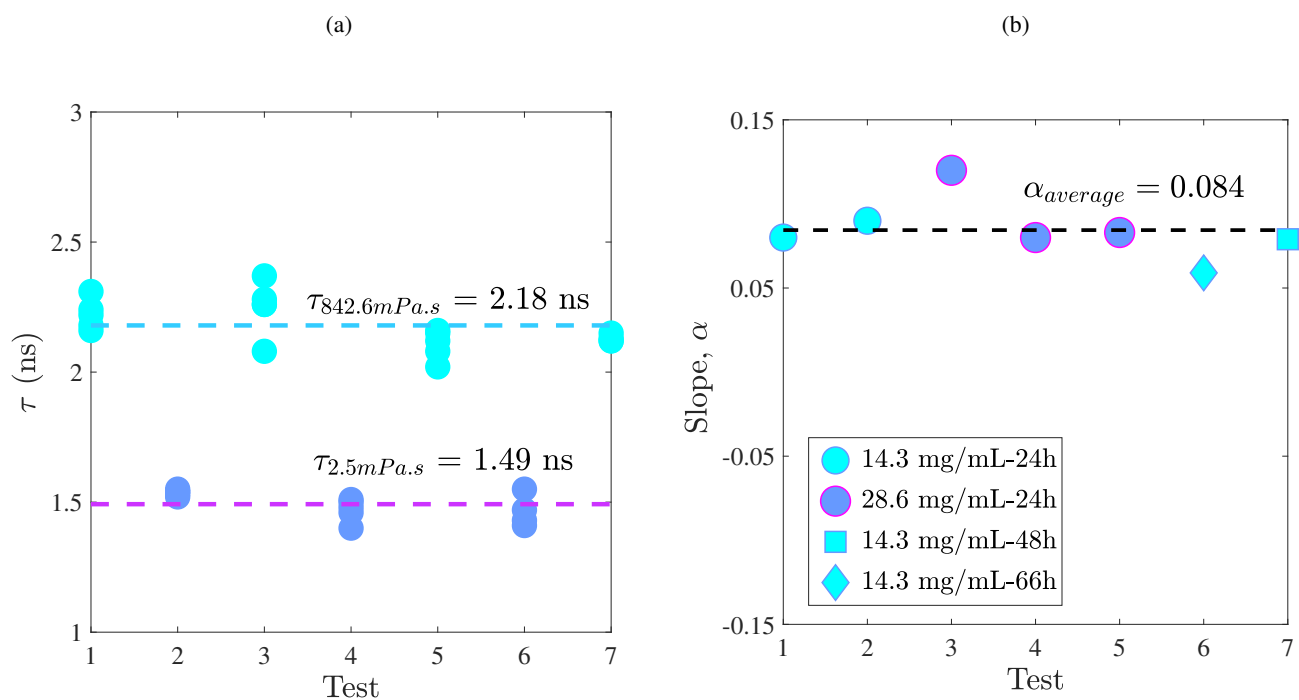 (a)
3
2.5
2
1.5
1
τ (ns)
τ842.6mPa.s = 2.18 ns
τ2.5mPa.s = 1.49 ns
1 2 3 4 5 6 7
Test
(b)
0.15
0.05
-0.05
-0.15
Slope, α
αaverage = 0.084
14.3 mg/mL-24h
28.6 mg/mL-24h
14.3 mg/mL-48h
14.3 mg/mL-66h
1 2 3 4 5 6 7
Test